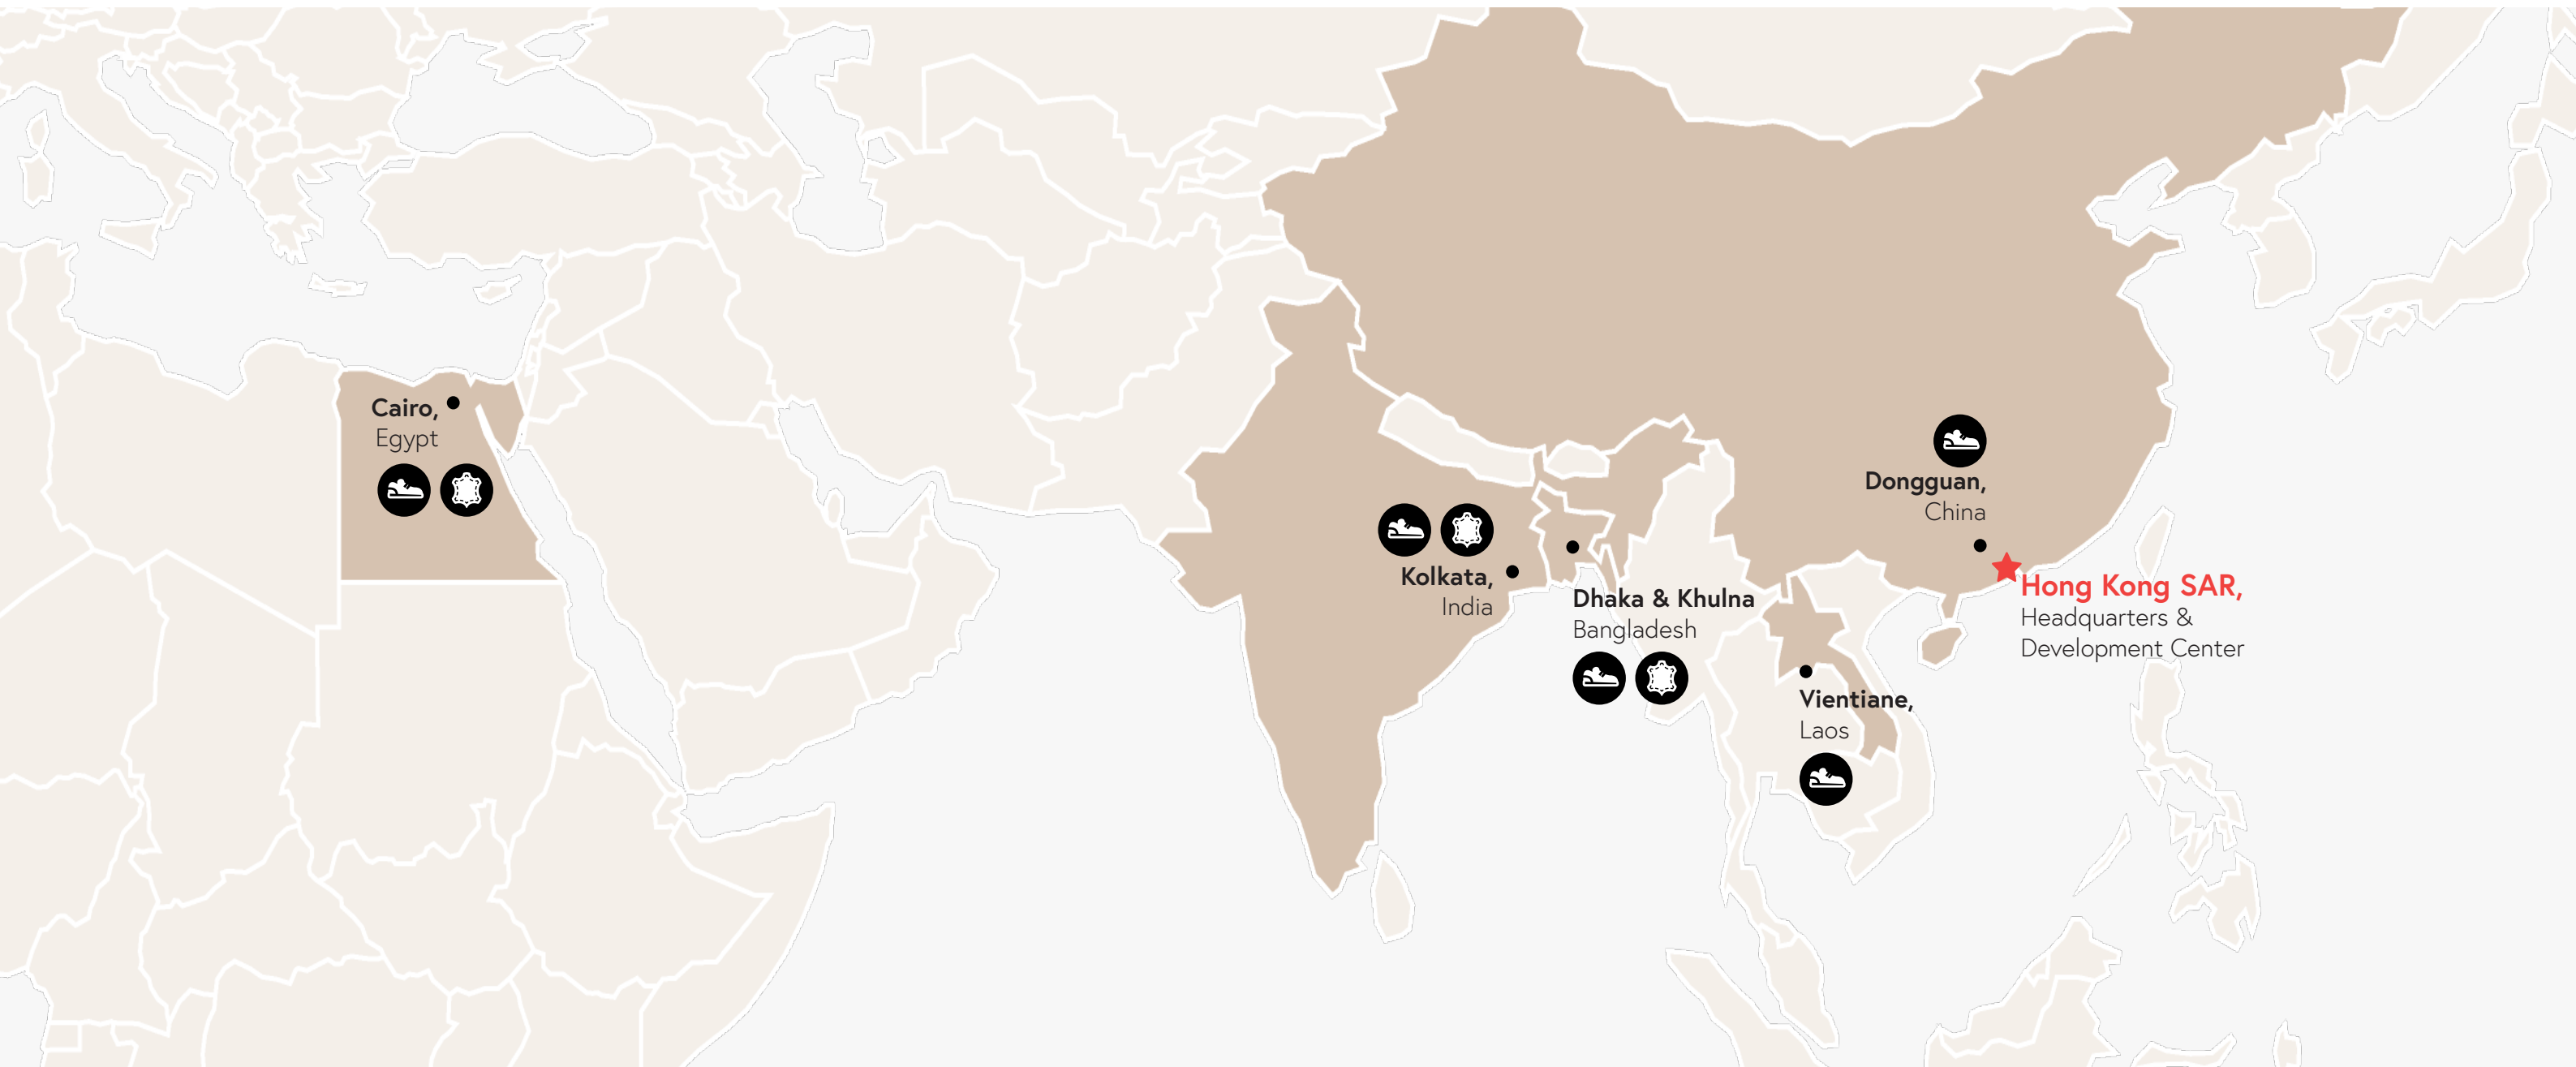 Cairo,
Egypt
Kolkata,
India
Dhaka & Khulna
Bangladesh
Vientiane,
Laos
Dongguan,
China
Hong Kong SAR,
Headquarters &
Development Center